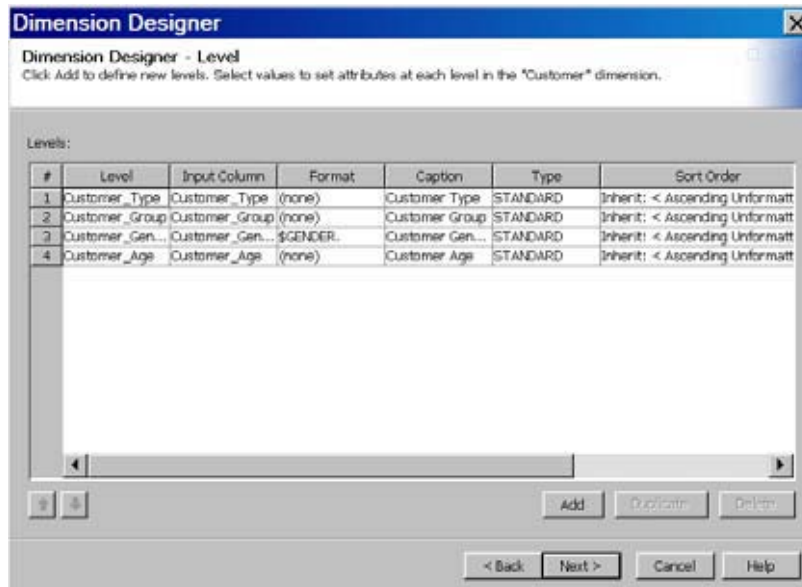 Dimension Designer
Dimension Designer - Level
Click Add to define new levels. Select values to set attributes at each level in the "Customer" dimension.
Levels:
# Level Input Column Format Caption Type Sort Order
1 Customer_Type Customer_Type (none) Customer Type STANDARD Inherit: < Ascending Unformatt
2 Customer_Group Customer_Group (none) Customer Group STANDARD Inherit: < Ascending Unformatt
3 Customer_Gen... Customer_Gen... $GENDER. Customer Gen... STANDARD Inherit: < Ascending Unformatt
4 Customer_Age Customer_Age (none) Customer Age STANDARD Inherit: < Ascending Unformatt
Add Duplicate Delete
< Back Next > Cancel Help